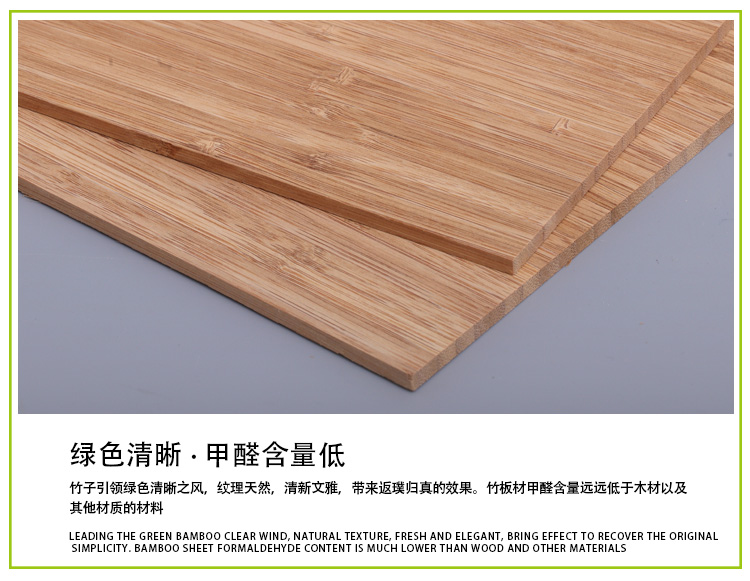 绿色清晰·甲醛含量低
竹子引领绿色清晰之风，纹理天然，清新文雅，带来返璞归真的效果。竹板材甲醛含量远远低于木材以及
其他材质的材料
LEADING THE GREEN BAMBOO CLEAR WIND, NATURAL TEXTURE, FRESH AND ELEGANT, BRING EFFECT TO RECOVER THE ORIGINAL
SIMPLICITY. BAMBOO SHEET FORMALDEHYDE CONTENT IS MUCH LOWER THAN WOOD AND OTHER MATERIALS